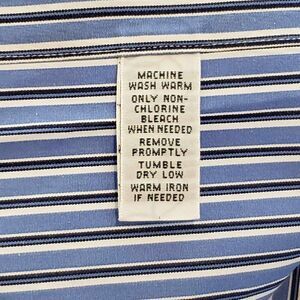 MACHINE
WASH WARM
ONLY NON-
CHLORINE
BLEACH
WHEN NEEDED
REMOVE
PROMPTLY
TUMBLE
DRY LOW
WARM IRON
IF NEEDED